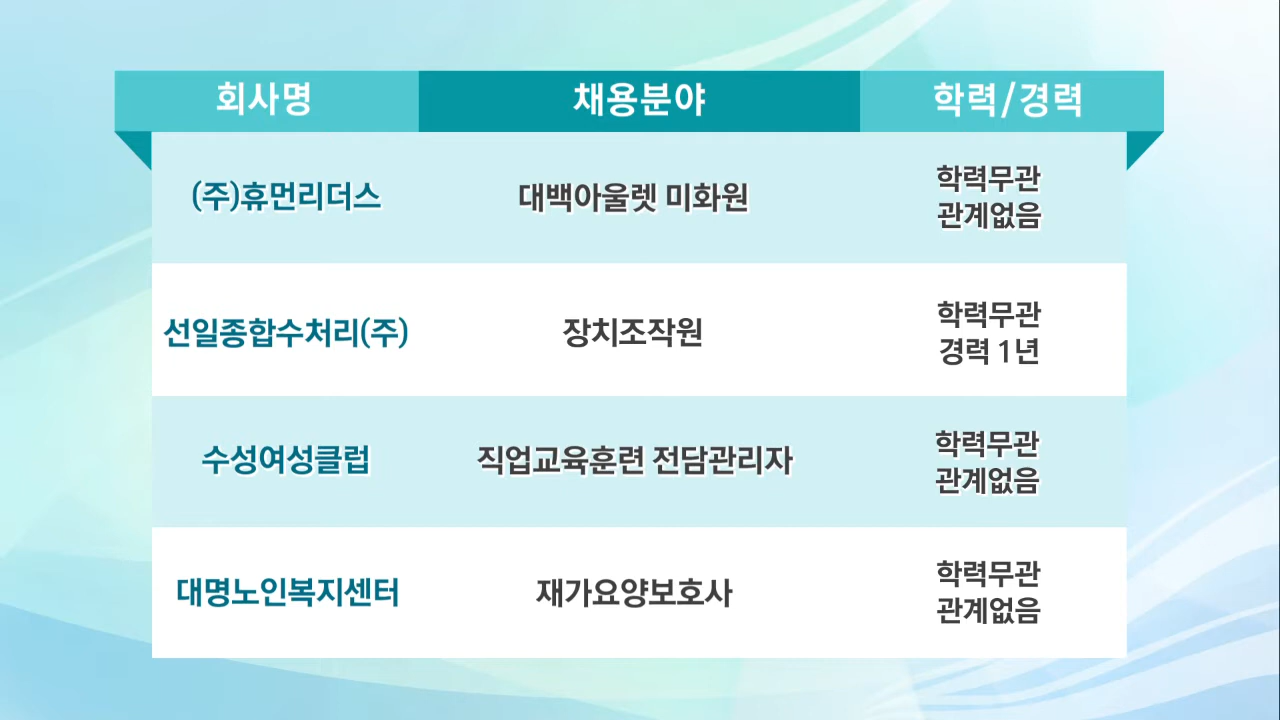 회사명 채용분야 학력/경력
(주)휴먼리더스 대백아울렛 미화원 학력무관
관계없음
선일종합수처리(주) 장치조작원 학력무관
경력 1년
수성여성클럽 직업교육훈련 전담관리자 학력무관
관계없음
대명노인복지센터 재가요양보호사 학력무관
관계없음